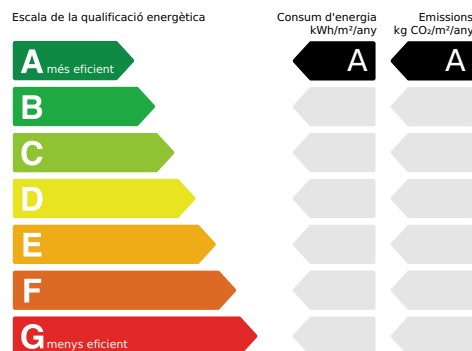 Escala de la qualificació energètica
Consum d'energia
kWh/m²/any
Emissions
kg CO₂/m²/any
A més eficient
A
A
B
C
D
E
F
G menys eficient